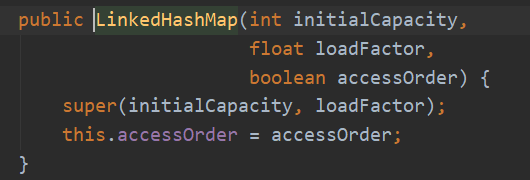 public LinkedHashMap(int initialCapacity,
float loadFactor,
boolean accessOrder) {
super(initialCapacity, loadFactor);
this.accessOrder = accessOrder;
}